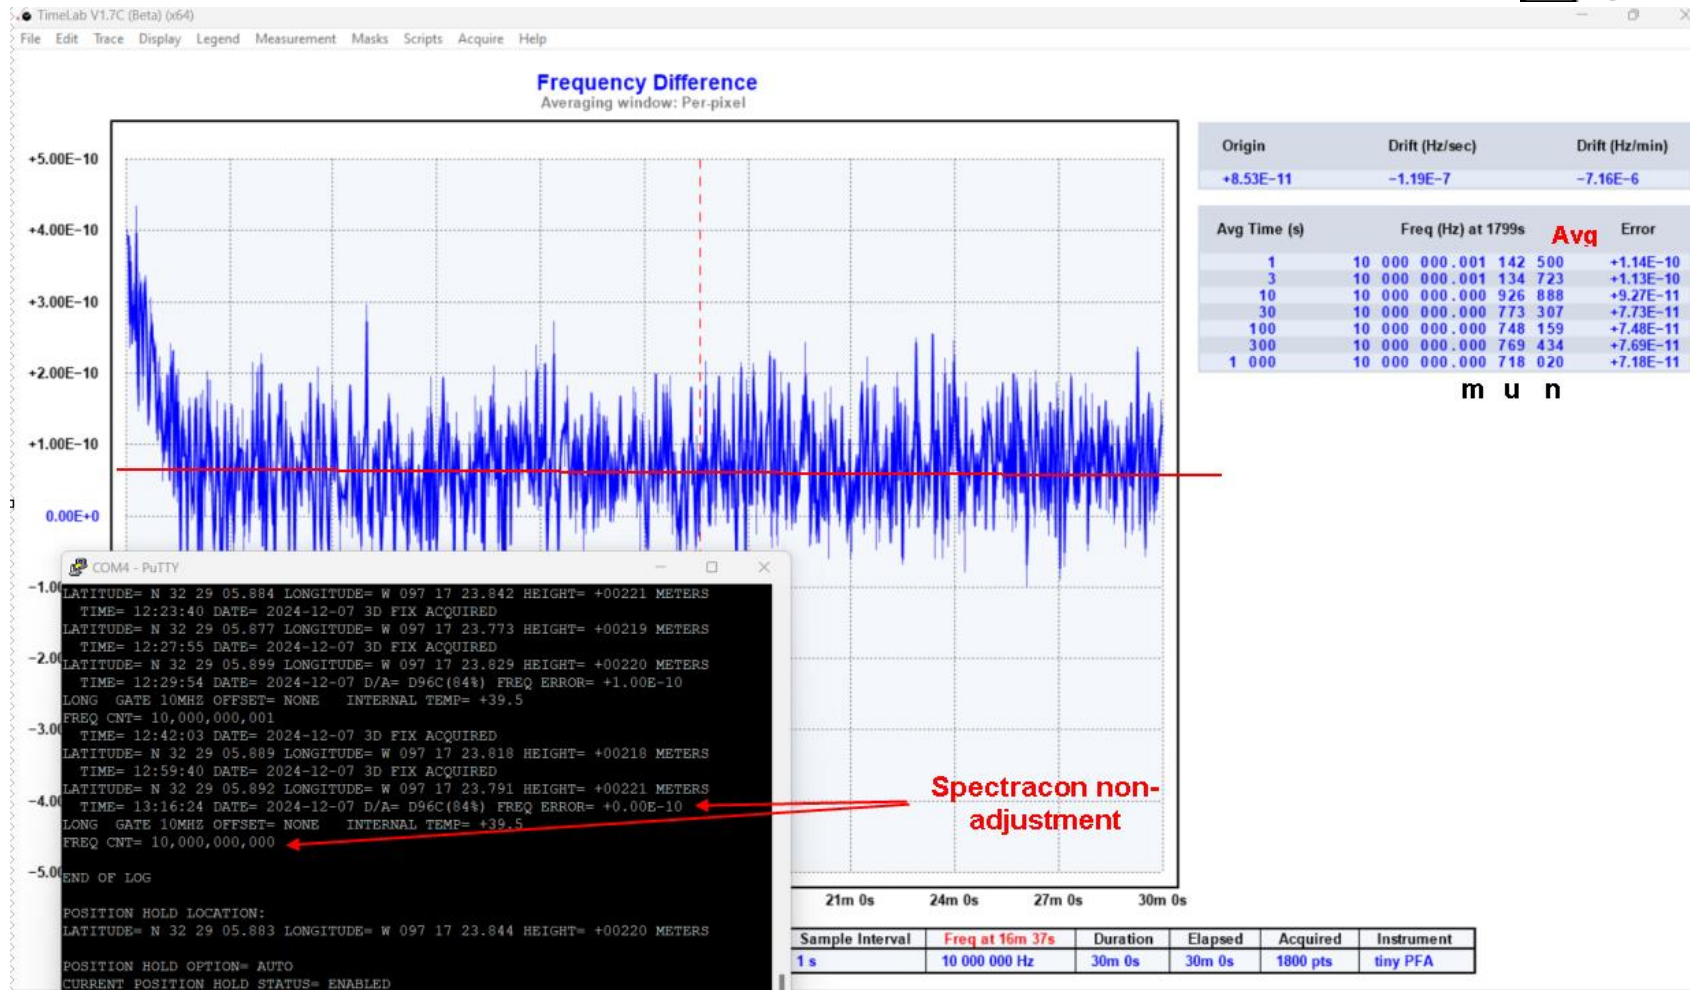 TimeLab V1.7C (Beta) (x64)
File Edit Trace Display Legend Measurement Masks Scripts Acquire Help
Frequency Difference
Averaging window: Per-pixel
+5.00E-10
+4.00E-10
+3.00E-10
+2.00E-10
+1.00E-10
0.00E+0
-1.00
-2.00
-3.00
-4.00
-5.00
Origin Drift (Hz/sec) Drift (Hz/min)
+8.53E-11 -1.19E-7 -7.16E-6
Avg Time (s) Freq (Hz) at 1799s Avg Error
1 10 000 000.001 142 500 +1.14E-10
3 10 000 000.001 134 723 +1.13E-10
10 10 000 000.000 926 888 +9.27E-11
30 10 000 000.000 773 307 +7.73E-11
100 10 000 000.000 748 159 +7.48E-11
300 10 000 000.000 769 434 +7.69E-11
1 000 10 000 000.000 718 020 +7.18E-11
m u n
COM4 - PuTTY
LATITUDE= N 32 29 05.884 LONGITUDE= W 097 17 23.842 HEIGHT= +00221 METERS
TIME= 12:23:40 DATE= 2024-12-07 3D FIX ACQUIRED
LATITUDE= N 32 29 05.877 LONGITUDE= W 097 17 23.773 HEIGHT= +00219 METERS
TIME= 12:27:55 DATE= 2024-12-07 3D FIX ACQUIRED
LATITUDE= N 32 29 05.899 LONGITUDE= W 097 17 23.829 HEIGHT= +00220 METERS
TIME= 12:29:54 DATE= 2024-12-07 D/A= D96C(84%) FREQ ERROR= +1.00E-10
LONG GATE 10MHZ OFFSET= NONE INTERNAL TEMP= +39.5
FREQ CNT= 10,000,000,001
TIME= 12:42:03 DATE= 2024-12-07 3D FIX ACQUIRED
LATITUDE= N 32 29 05.889 LONGITUDE= W 097 17 23.818 HEIGHT= +00218 METERS
TIME= 12:59:40 DATE= 2024-12-07 3D FIX ACQUIRED
LATITUDE= N 32 29 05.892 LONGITUDE= W 097 17 23.791 HEIGHT= +00221 METERS
TIME= 13:16:24 DATE= 2024-12-07 D/A= D96C(84%) FREQ ERROR= +0.00E-10
LONG GATE 10MHZ OFFSET= NONE INTERNAL TEMP= +39.5
FREQ CNT= 10,000,000,000
END OF LOG
POSITION HOLD LOCATION:
LATITUDE= N 32 29 05.883 LONGITUDE= W 097 17 23.844 HEIGHT= +00220 METERS
POSITION HOLD OPTION= AUTO
CURRENT POSITION HOLD STATUS= ENABLED
Spectracon non-
adjustment
21m 0s 24m 0s 27m 0s 30m 0s
Sample Interval Freq at 16m 37s Duration Elapsed Acquired Instrument
1 s 10 000 000 Hz 30m 0s 30m 0s 1800 pts tiny PFA